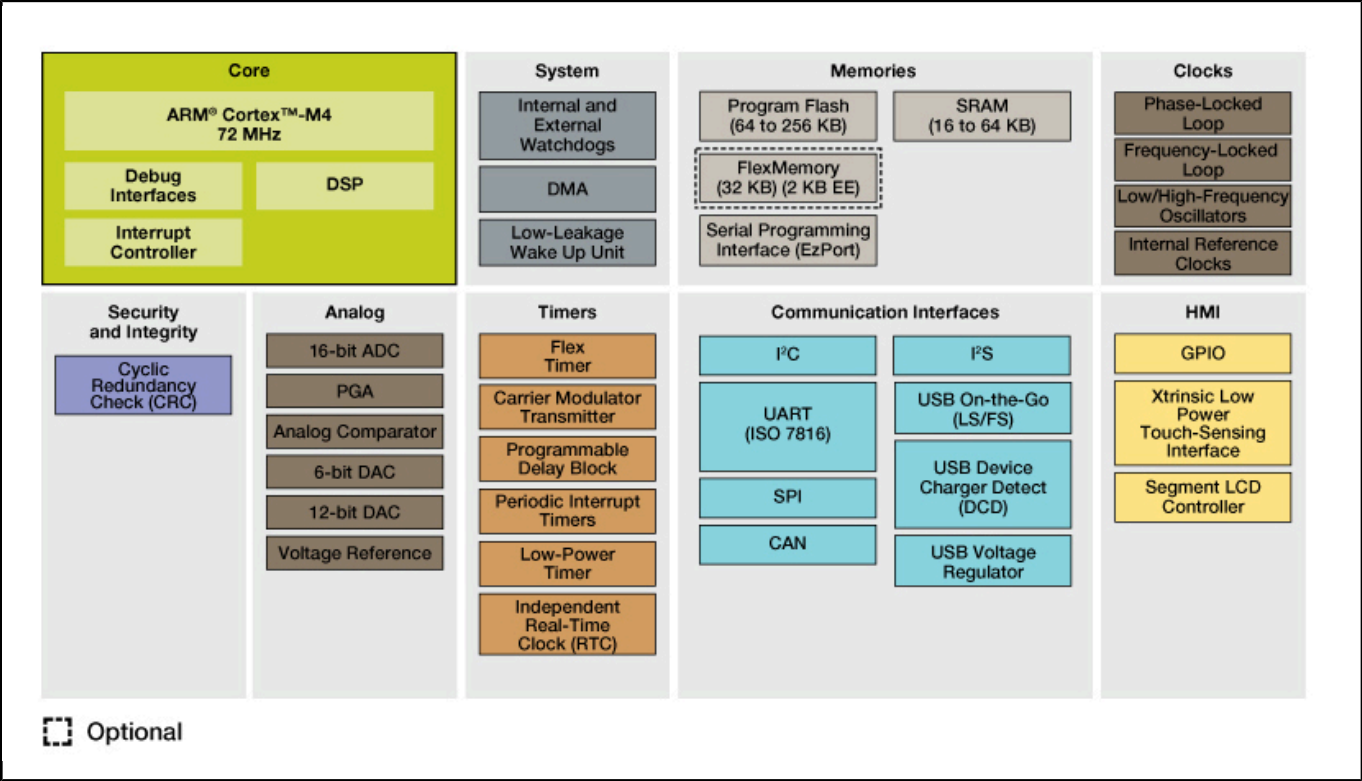 Core
ARM® Cortex™-M4
72 MHz
Debug
Interfaces
DSP
Interrupt
Controller
System
Internal and
External
Watchdogs
DMA
Low-Leakage
Wake Up Unit
Memories
Program Flash
(64 to 256 KB)
SRAM
(16 to 64 KB)
FlexMemory
(32 KB) (2 KB EE)
Serial Programming
Interface (EzPort)
Clocks
Phase-Locked
Loop
Frequency-Locked
Loop
Low/High-Frequency
Oscillators
Internal Reference
Clocks
Security
and Integrity
Cyclic
Redundancy
Check (CRC)
Analog
16-bit ADC
PGA
Analog Comparator
6-bit DAC
12-bit DAC
Voltage Reference
Timers
Flex
Timer
Carrier Modulator
Transmitter
Programmable
Delay Block
Periodic Interrupt
Timers
Low-Power
Timer
Independent
Real-Time
Clock (RTC)
Communication Interfaces
I²C
UART
(ISO 7816)
SPI
CAN
I²S
USB On-the-Go
(LS/FS)
USB Device
Charger Detect
(DCD)
USB Voltage
Regulator
HMI
GPIO
Xtrinsic Low
Power
Touch-Sensing
Interface
Segment LCD
Controller
Optional